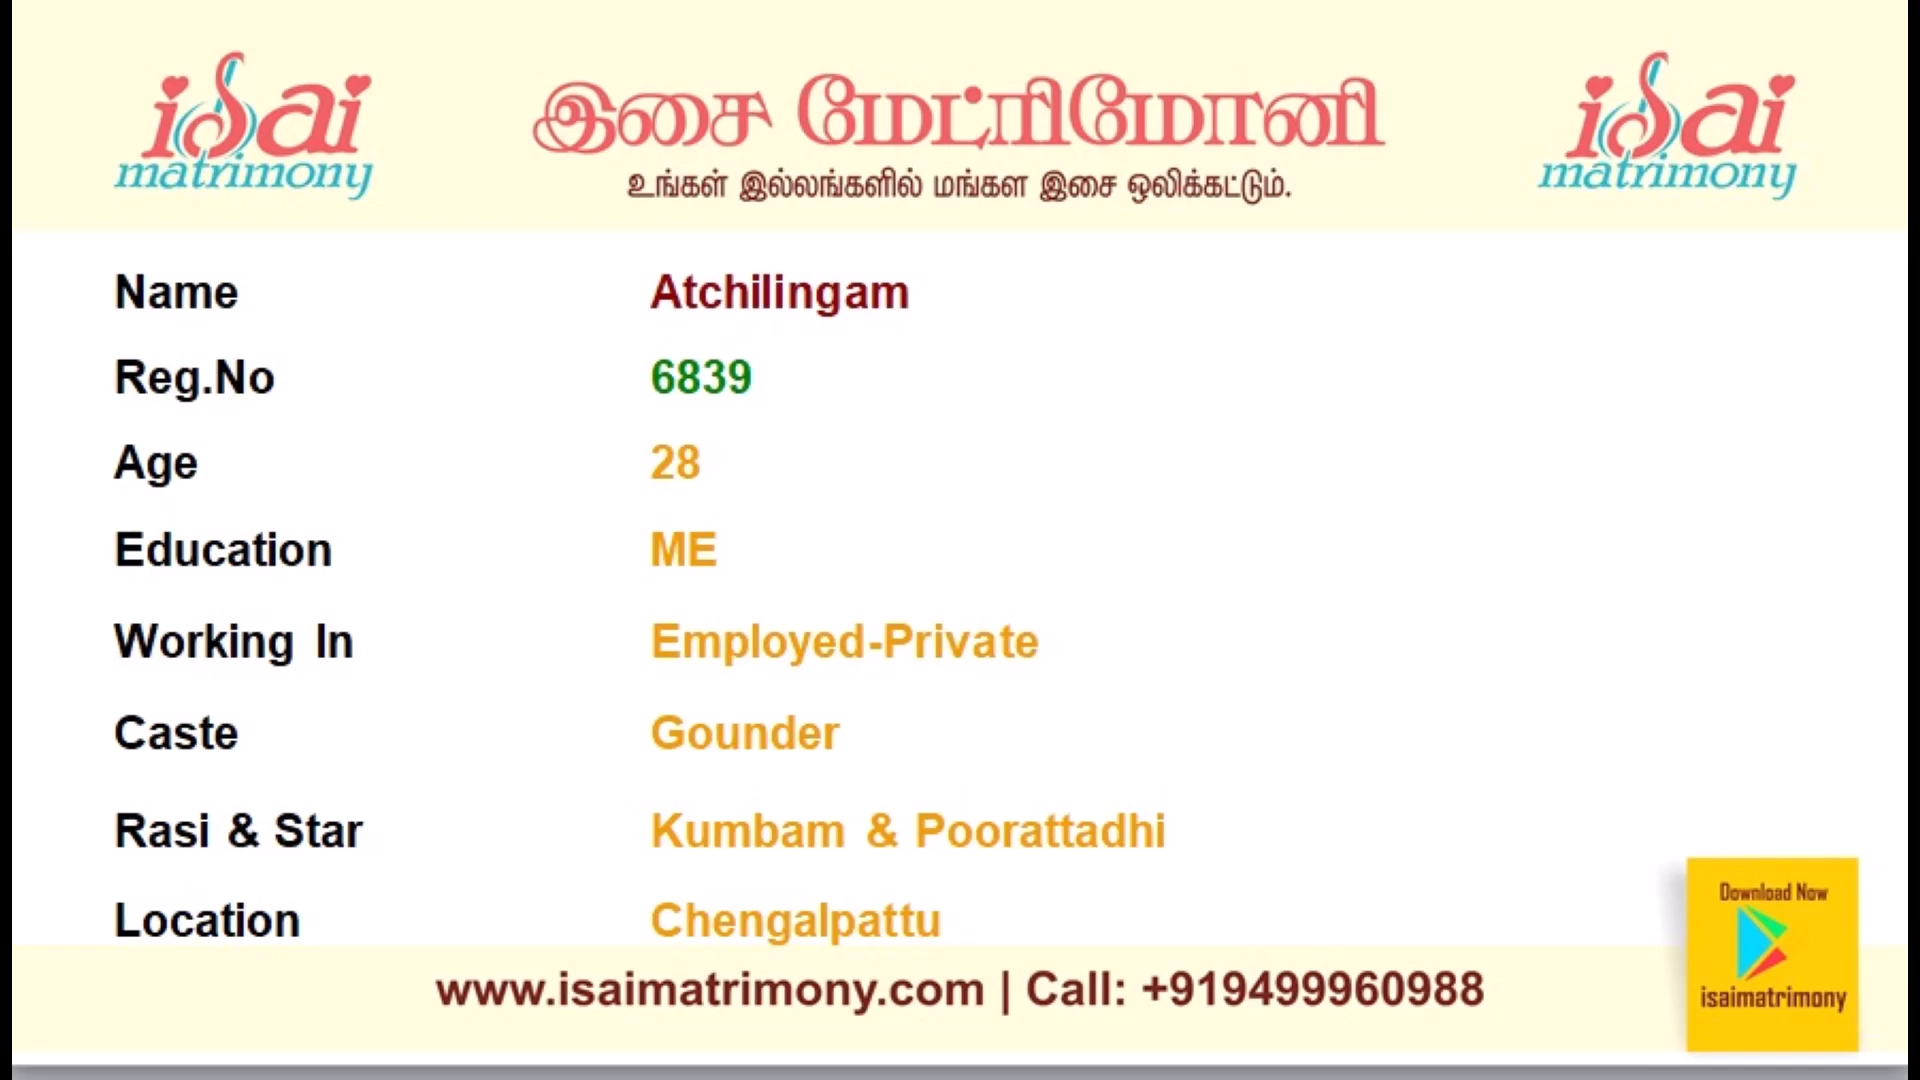 isai
matrimony
இசை மேட்ரிமோனி
உங்கள் இல்லங்களில் மங்கள இசை ஒலிக்கட்டும்.
isai
matrimony
Name Atchilingam
Reg.No 6839
Age 28
Education ME
Working In Employed-Private
Caste Gounder
Rasi & Star Kumbam & Poorattadhi
Location Chengalpattu
www.isaimatrimony.com | Call: +919499960988
Download Now
isaimatrimony